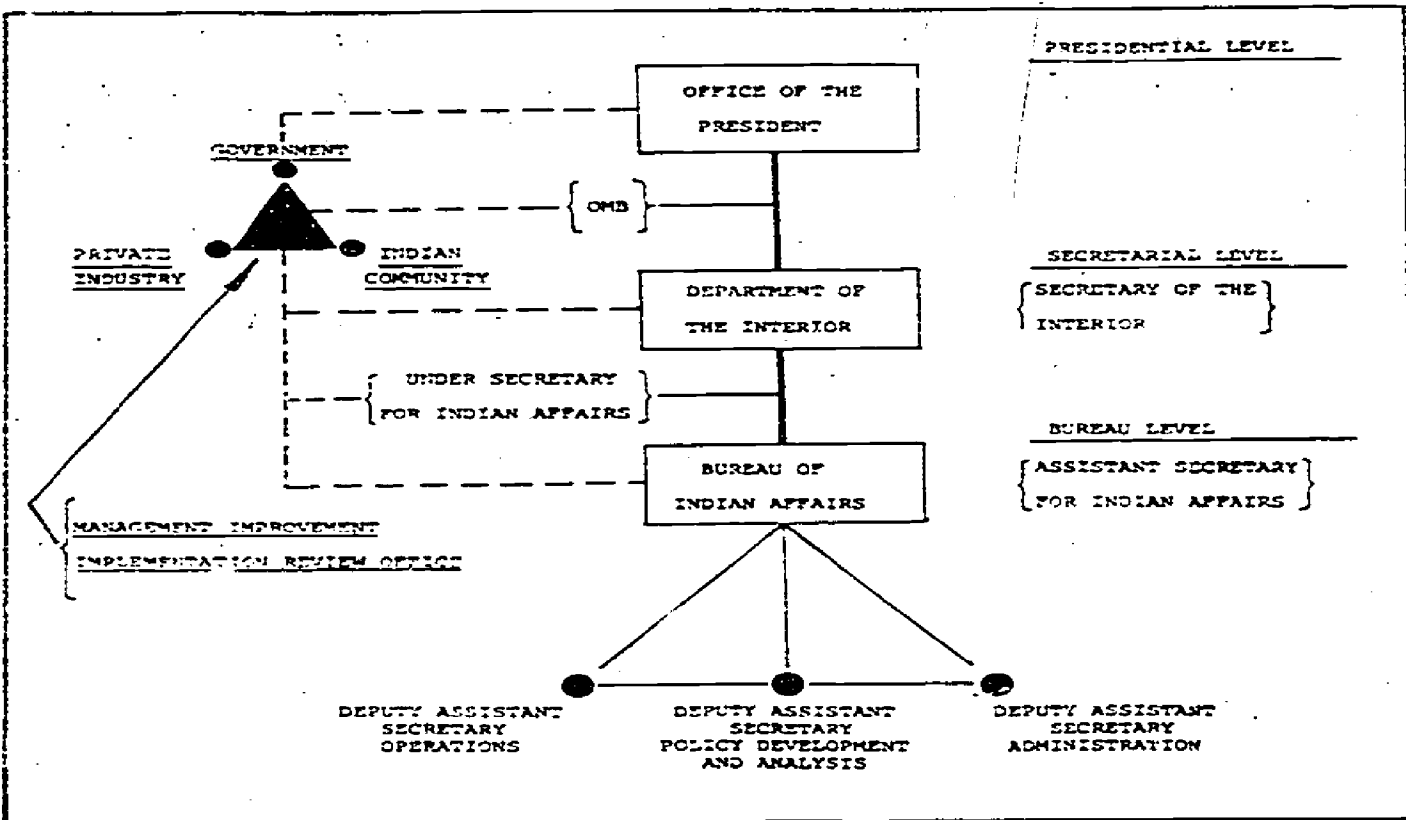 PRESIDENTIAL LEVEL
OFFICE OF THE
PRESIDENT
GOVERNMENT
OMB
PRIVATE
INDUSTRY
INDIAN
COMMUNITY
SECRETARIAL LEVEL
DEPARTMENT OF
THE INTERIOR
SECRETARY OF THE
INTERIOR
UNDER SECRETARY
FOR INDIAN AFFAIRS
BUREAU LEVEL
BUREAU OF
INDIAN AFFAIRS
ASSISTANT SECRETARY
FOR INDIAN AFFAIRS
MANAGEMENT IMPROVEMENT
IMPLEMENTATION REVIEW OFFICE
DEPUTY ASSISTANT
SECRETARY
OPERATIONS
DEPUTY ASSISTANT
SECRETARY
POLICY DEVELOPMENT
AND ANALYSIS
DEPUTY ASSISTANT
SECRETARY
ADMINISTRATION